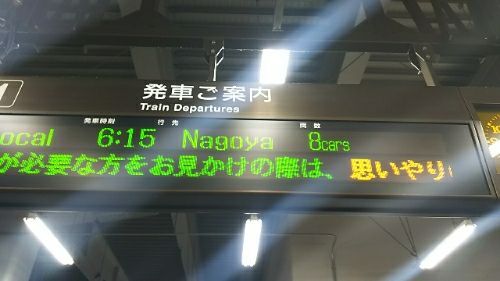 発車ご案内
Train Departures
発車時刻 行先 両数
ocal 6:15 Nagoya 8cars
が必要な方をお見かけの際は、思いやり